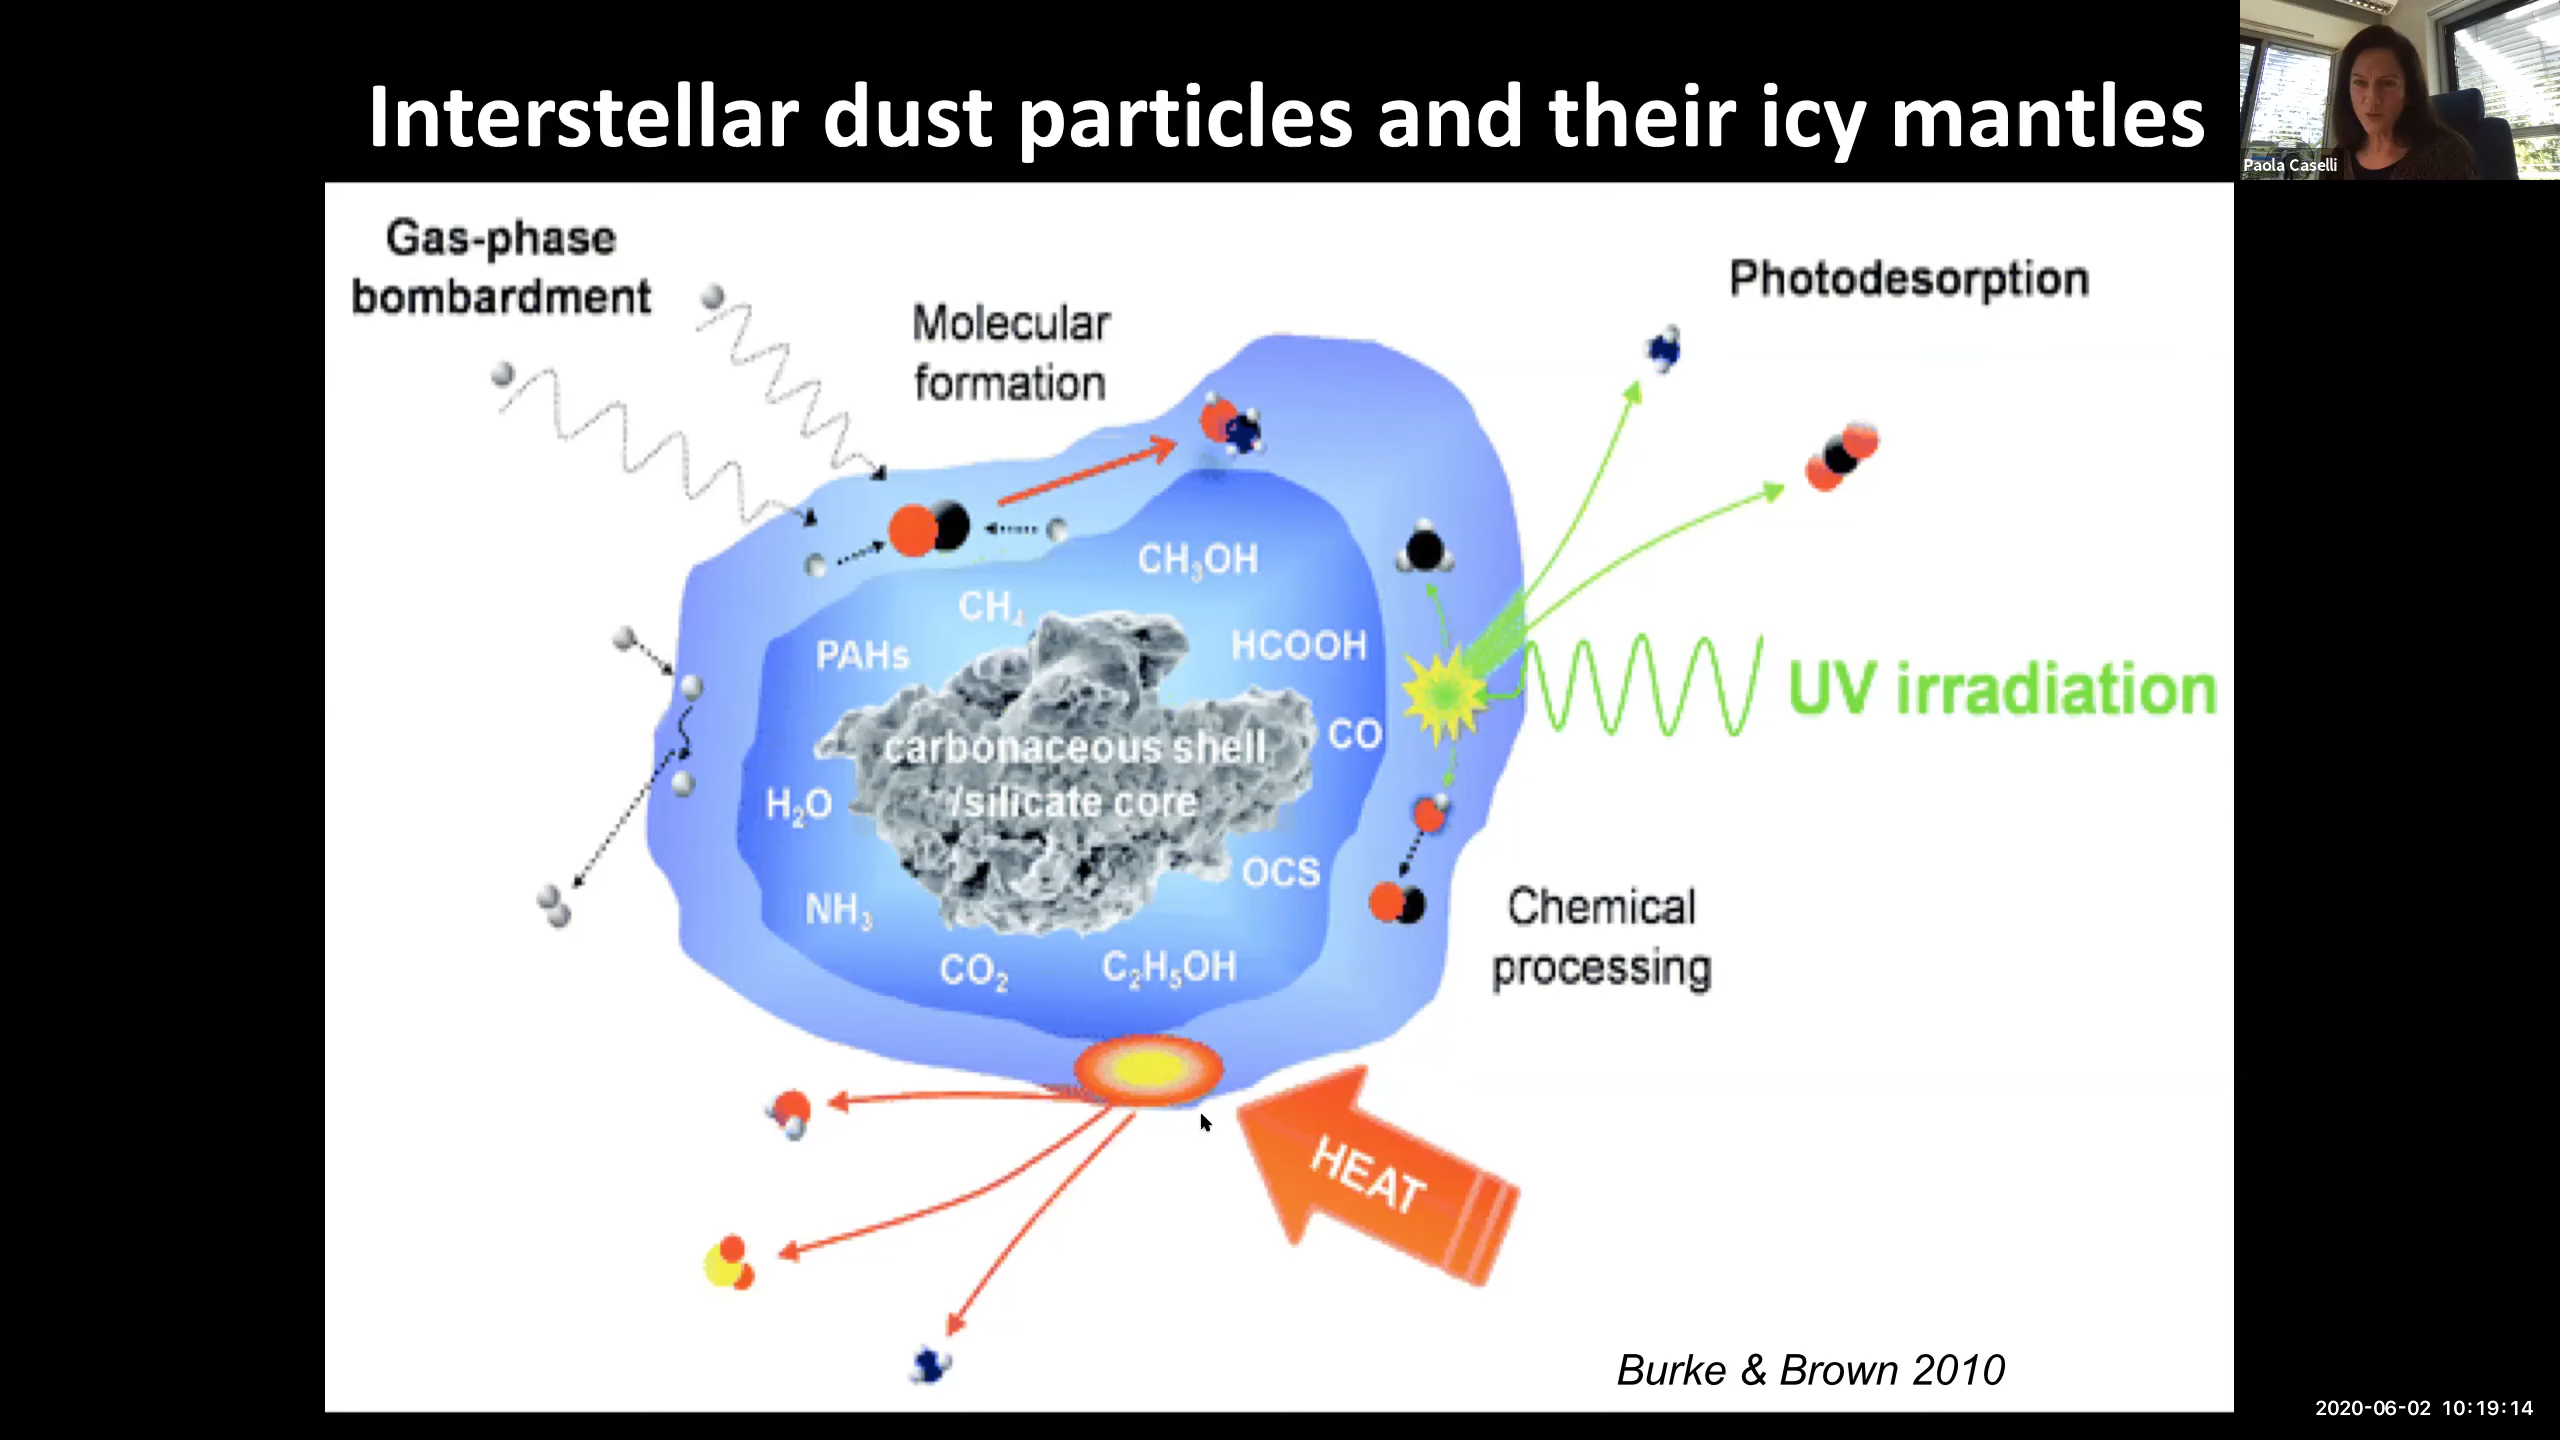 Interstellar dust particles and their icy mantles
Paola Caselli
Gas-phase
bombardment
Molecular
formation
Photodesorption
CH₃OH
CH₄
PAHs
HCOOH
UV irradiation
carbonaceous shell
/silicate core
CO
H₂O
OCS
NH₃
CO₂
C₂H₅OH
Chemical
processing
HEAT
Burke & Brown 2010
2020-06-02 10:19:14